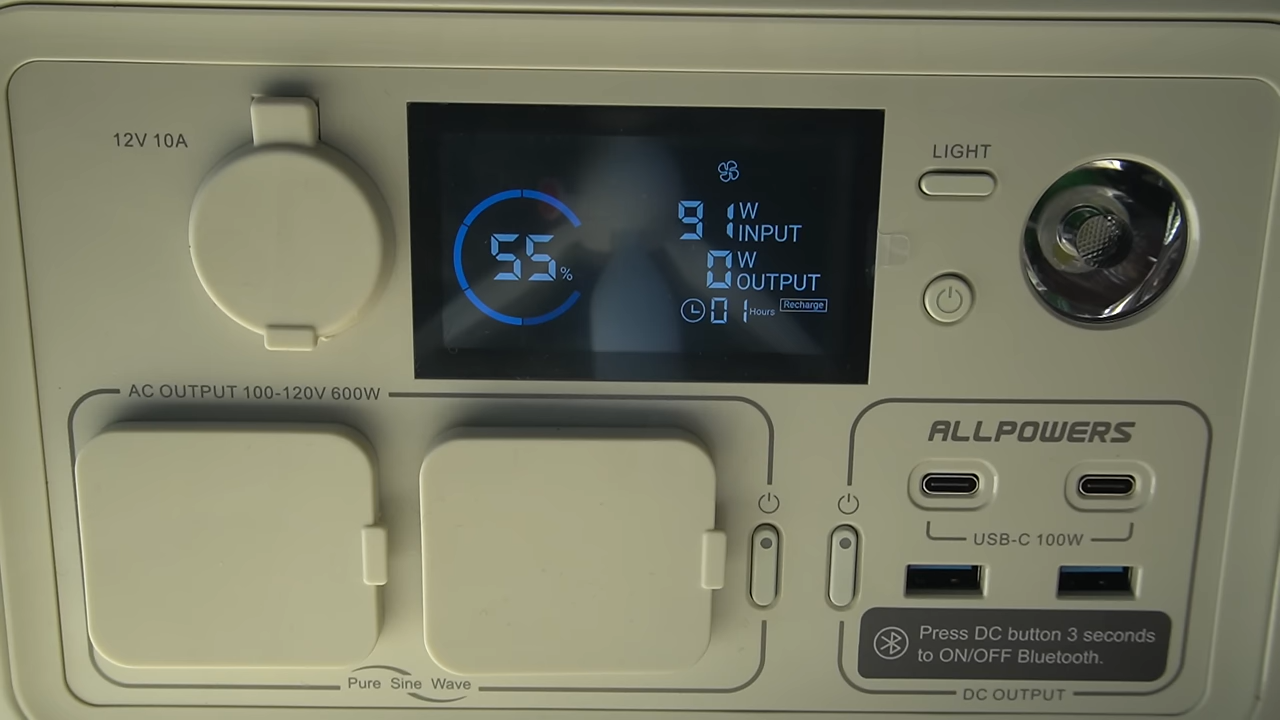 12V 10A
LIGHT
55%
91 W
INPUT
0 W
OUTPUT
01 Hours Recharge
AC OUTPUT 100-120V 600W
ALLPOWERS
USB-C 100W
Press DC button 3 seconds
to ON/OFF Bluetooth.
Pure Sine Wave
DC OUTPUT